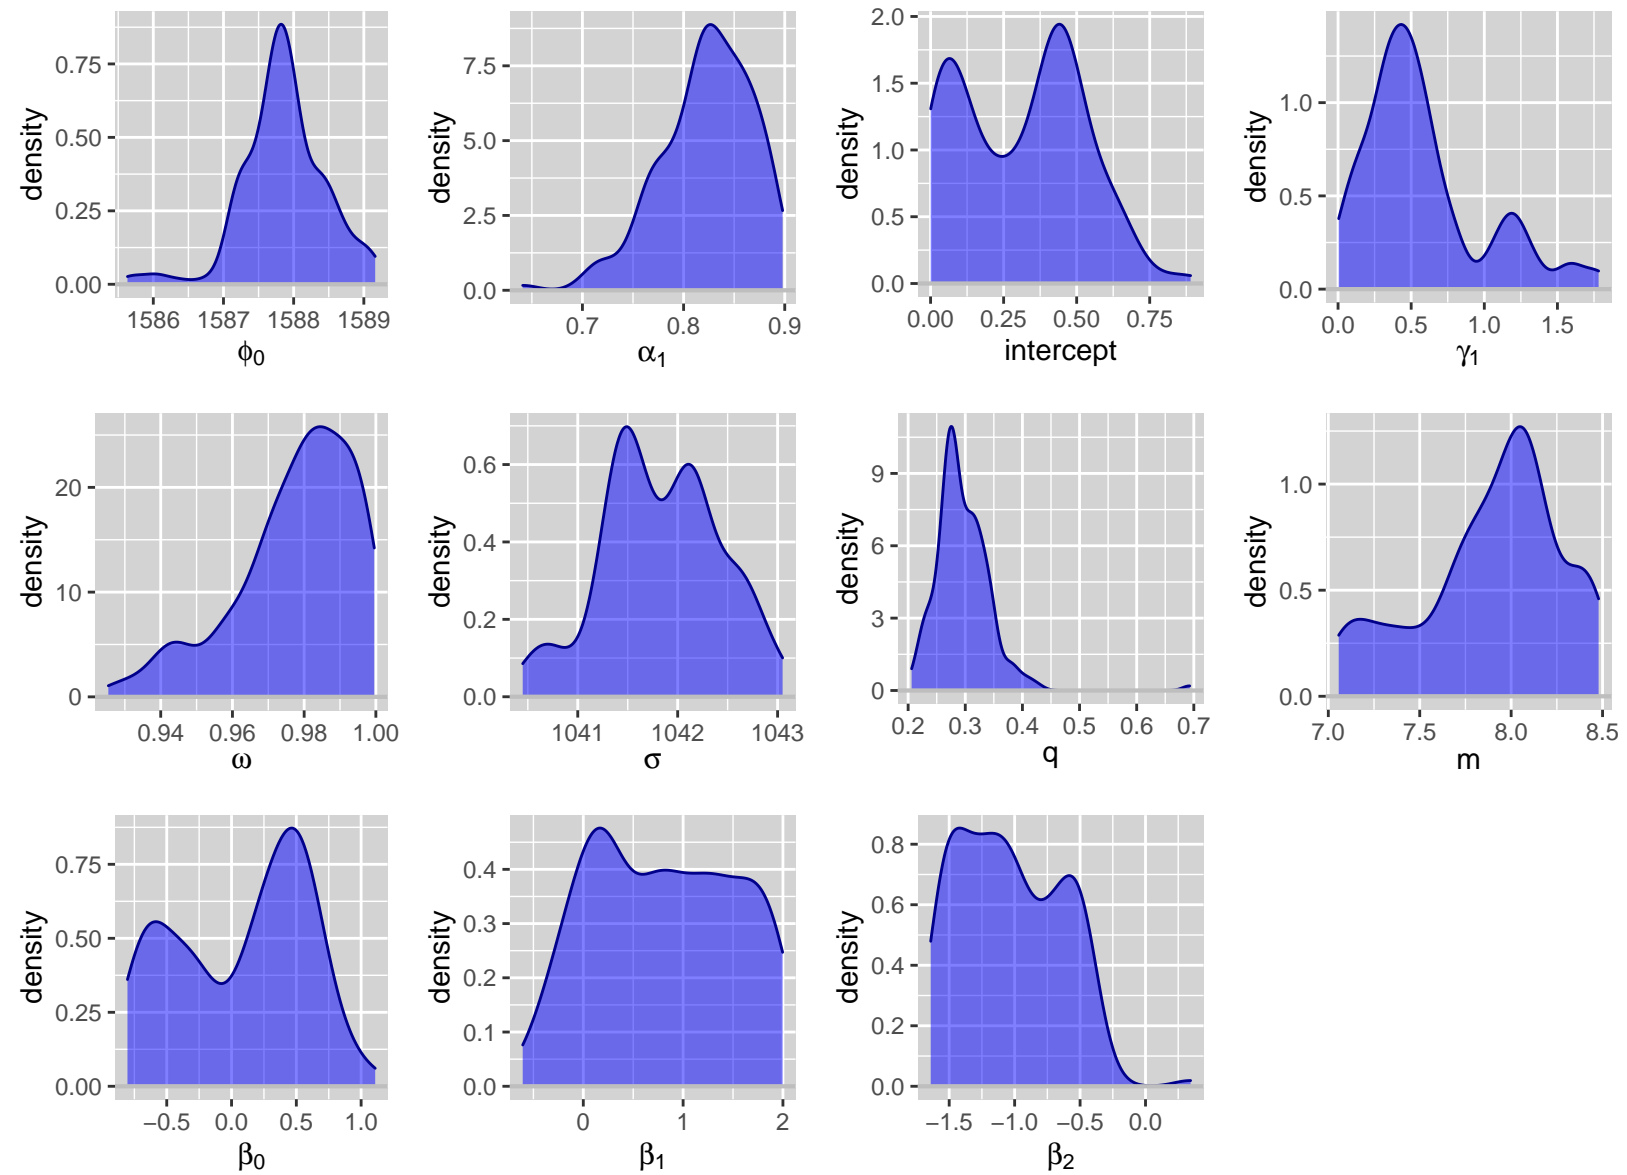 density
0.75
0.50
0.25
0.00
1586 1587 1588 1589
ϕ0
density
7.5
5.0
2.5
0.0
0.7 0.8 0.9
α1
density
2.0
1.5
1.0
0.5
0.0
0.00 0.25 0.50 0.75
intercept
density
1.0
0.5
0.0
0.0 0.5 1.0 1.5
γ1
density
20
10
0
0.94 0.96 0.98 1.00
ω
density
0.6
0.4
0.2
0.0
1041 1042 1043
σ
density
9
6
3
0
0.2 0.3 0.4 0.5 0.6 0.7
q
density
1.0
0.5
0.0
7.0 7.5 8.0 8.5
m
density
0.75
0.50
0.25
0.00
−0.5 0.0 0.5 1.0
β0
density
0.4
0.3
0.2
0.1
0.0
0 1 2
β1
density
0.8
0.6
0.4
0.2
0.0
−1.5 −1.0 −0.5 0.0
β2